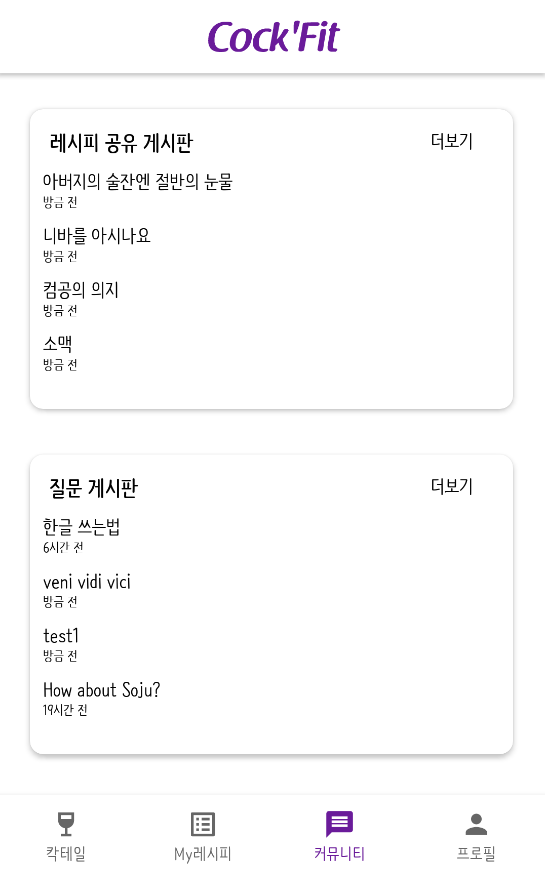 Cock'Fit
레시피 공유 게시판 더보기
아버지의 술잔엔 절반의 눈물
방금 전
니바를 아시나요
방금 전
컴공의 의지
방금 전
소맥
방금 전
질문 게시판 더보기
한글 쓰는법
6시간 전
veni vidi vici
방금 전
test1
방금 전
How about Soju?
19시간 전
칵테일 My레시피 커뮤니티 프로필